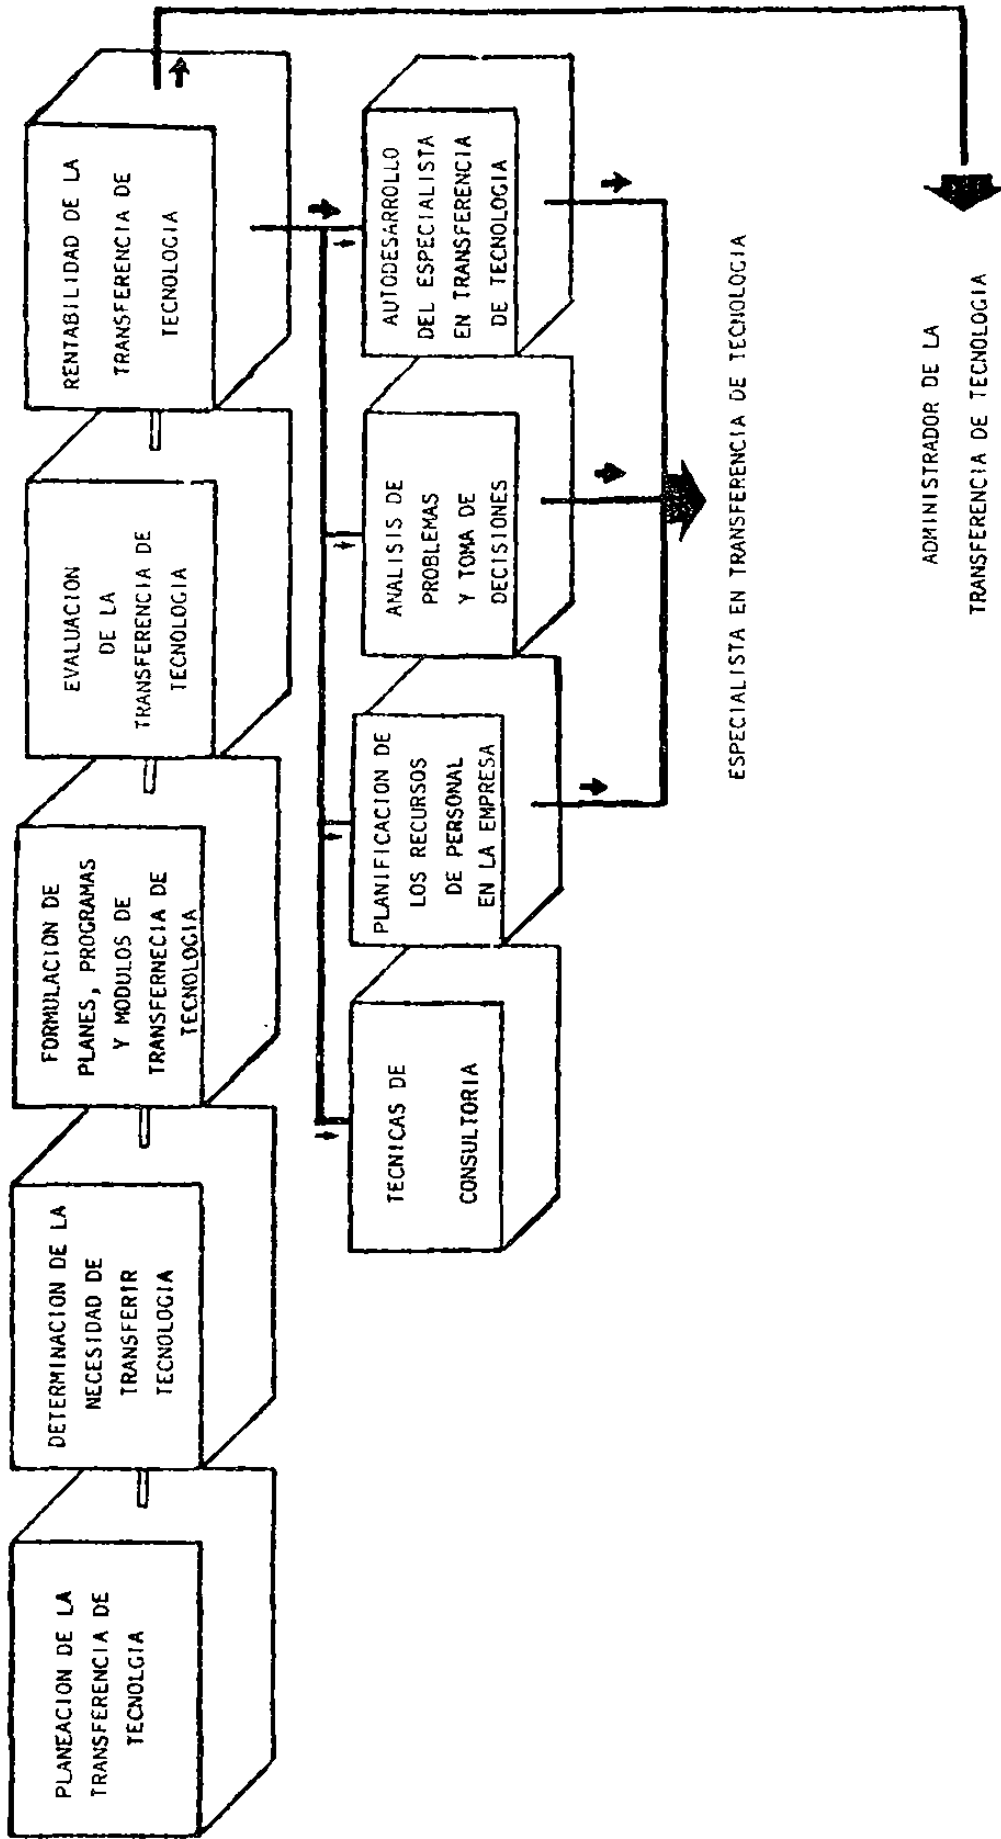 PLANEACION DE LA
TRANSFERENCIA DE
TECNOLGIA
DETERMINACION DE LA
NECESIDAD DE
TRANSFERIR
TECNOLOGIA
FORMULACION DE
PLANES, PROGRAMAS
Y MODULOS DE
TRANSFERNECIA DE
TECNOLOGIA
EVALUACION
DE LA
TRANSFERENCIA DE
TECNOLOGIA
RENTABILIDAD DE LA
TRANSFERENCIA DE
TECNOLOGIA
TECNICAS DE
CONSULTORIA
PLANIFICACION DE
LOS RECURSOS
DE PERSONAL
EN LA EMPRESA
ANALISIS DE
PROBLEMAS
Y TOMA DE
DECISIONES
AUTODESARROLLO
DEL ESPECIALISTA
EN TRANSFERENCIA
DE TECNOLOGIA
ESPECIALISTA EN TRANSFERENCIA DE TECNOLOGIA
ADMINISTRADOR DE LA
TRANSFERENCIA DE TECNOLOGIA